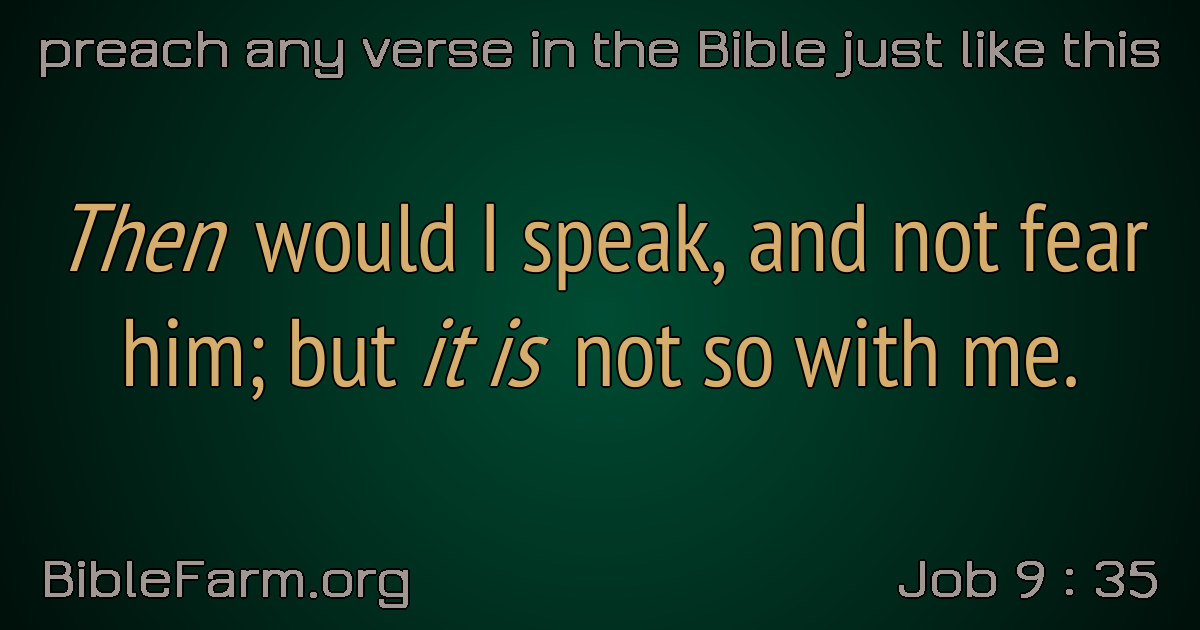 preach any verse in the Bible just like this
Then would I speak, and not fear
him; but it is not so with me.
BibleFarm.org
Job 9 : 35